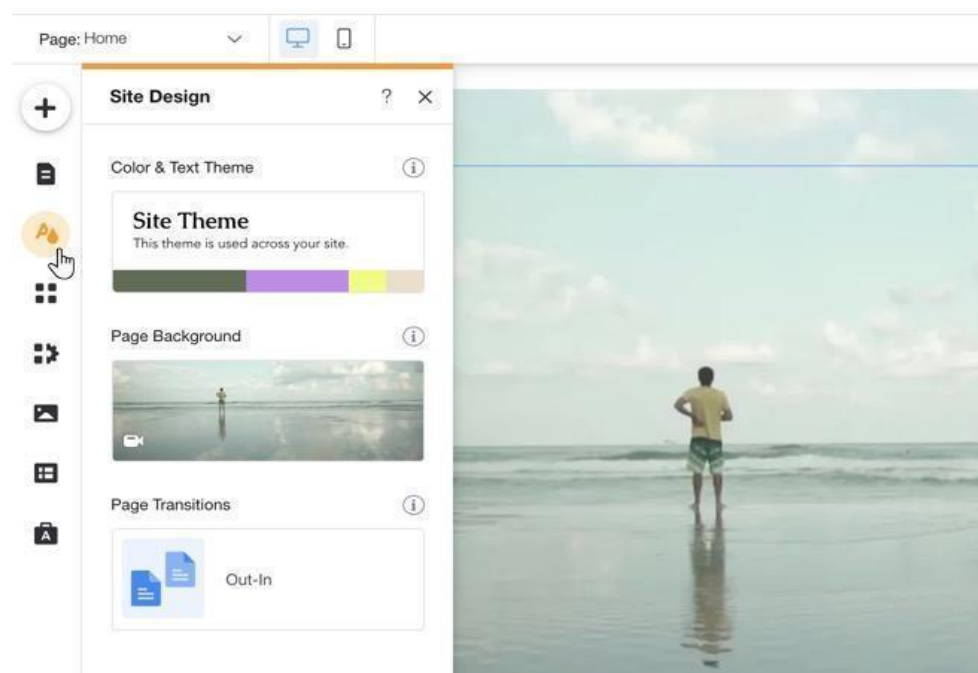 Page: Home
Site Design ?
Color & Text Theme i
Site Theme
This theme is used across your site.
Page Background i
Page Transitions i
Out-In
A